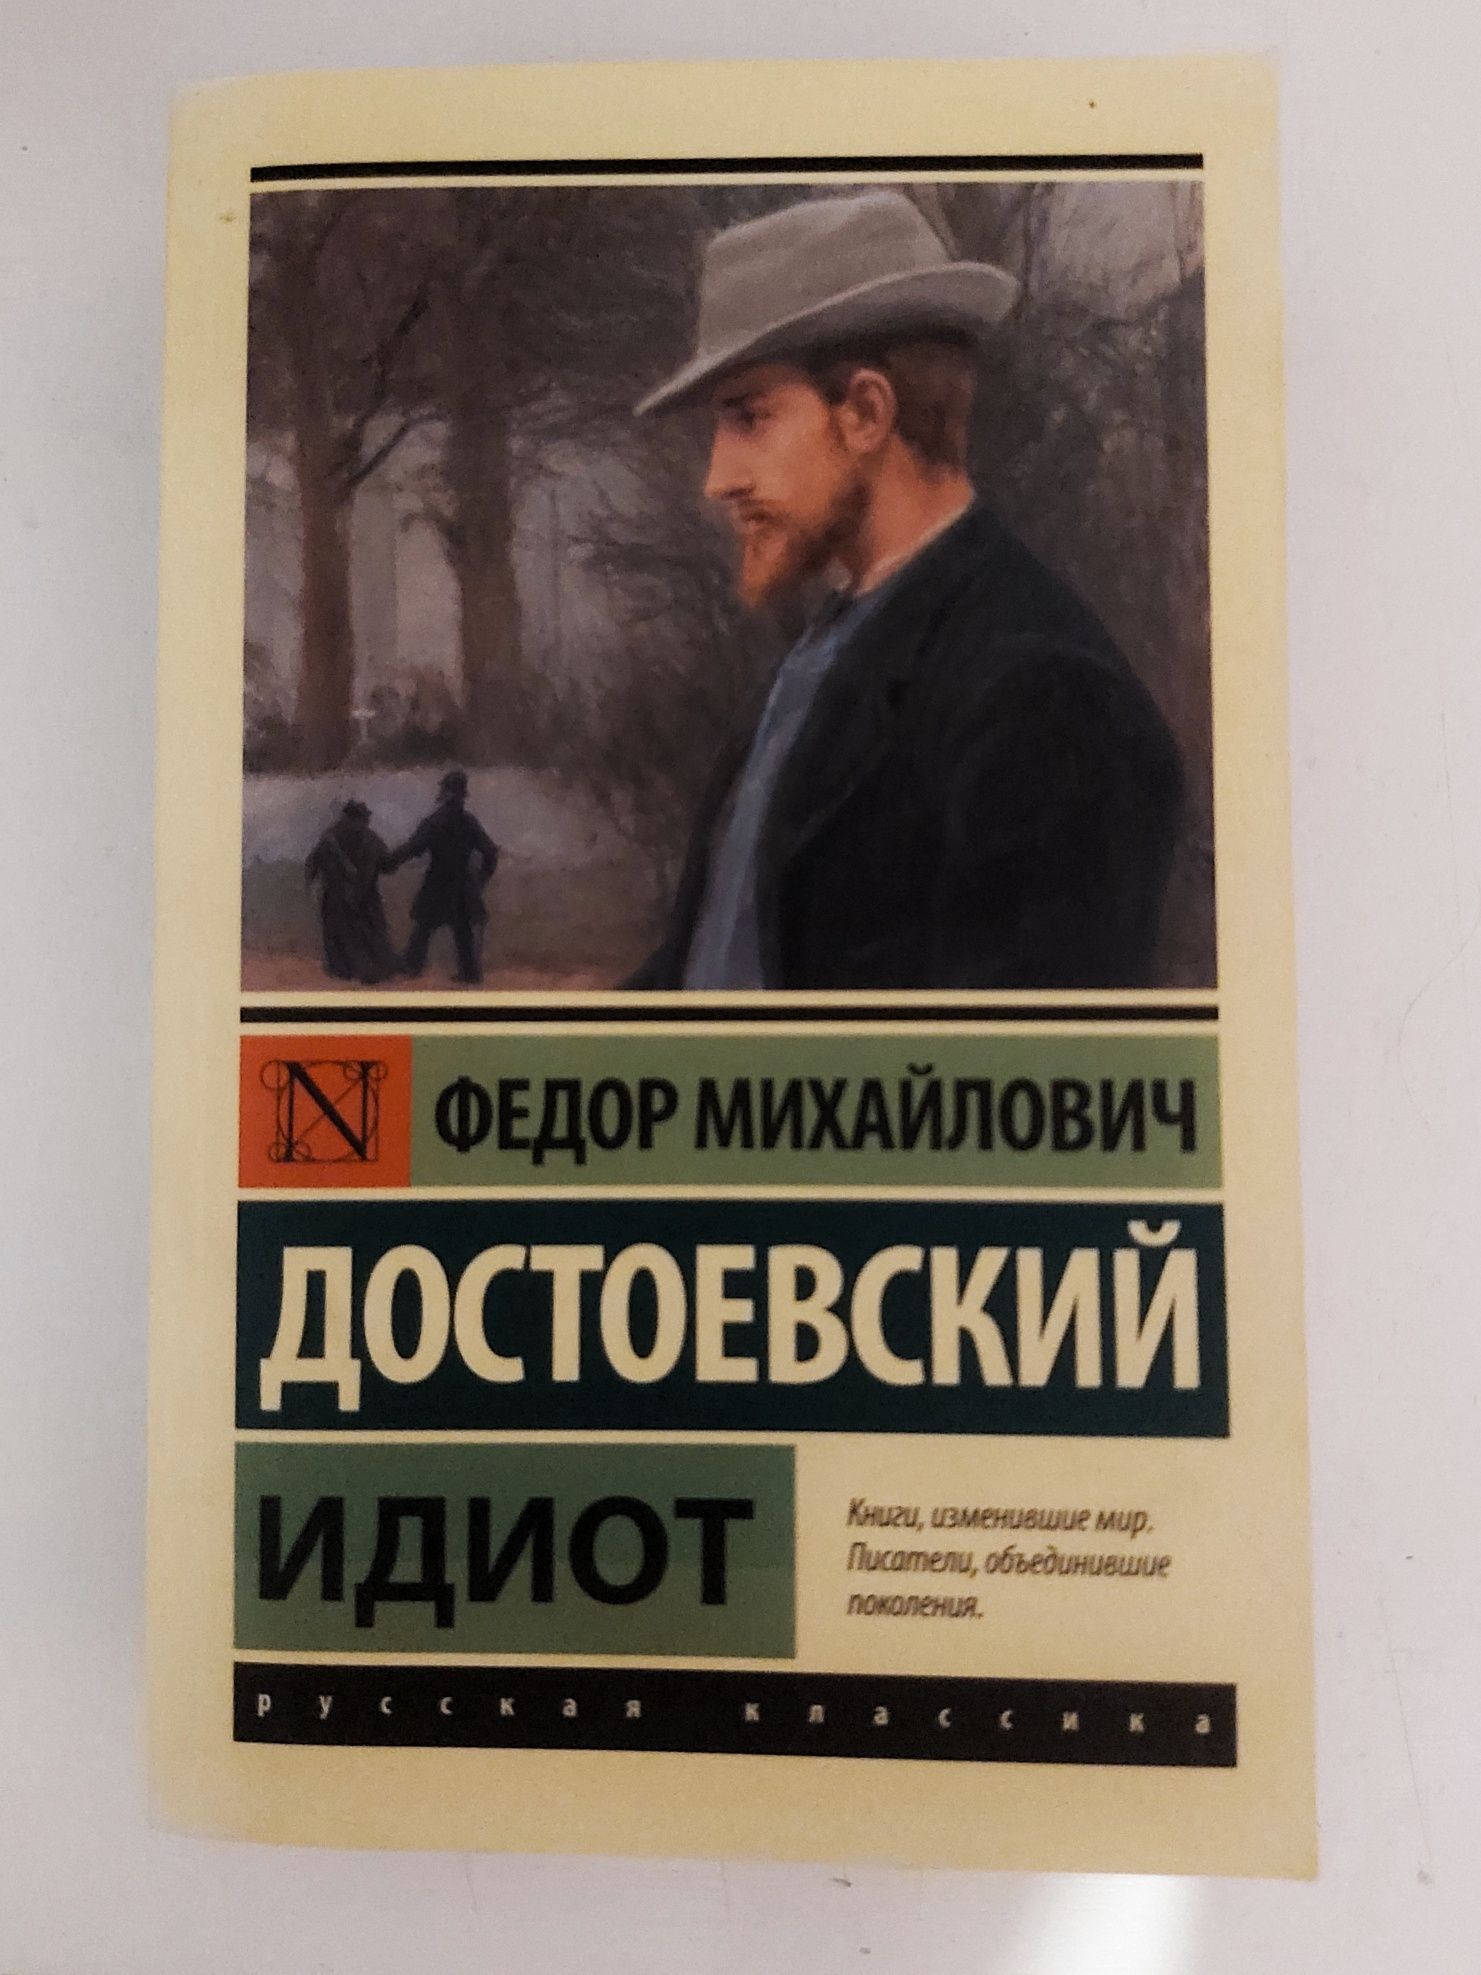 N
ФЕДОР МИХАЙЛОВИЧ
ДОСТОЕВСКИЙ
ИДИОТ
Книги, изменившие мир.
Писатели, объединившие
поколения.
русская классика